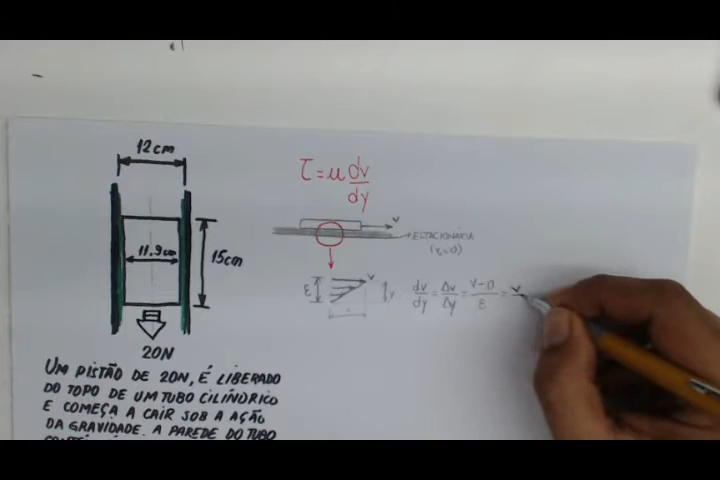 12cm
11.9cm
15cm
20N
UM PISTÃO DE 20N, É LIBERADO
DO TOPO DE UM TUBO CILÍNDRICO
E COMEÇA A CAIR SOB A AÇÃO
DA GRAVIDADE. A PAREDE DO TUBO
τ = μ dv/dy
v
ESTACIONÁRIA
(v=0)
ε
v
y
dv/dy = Δv/Δy = v-0/ε = v